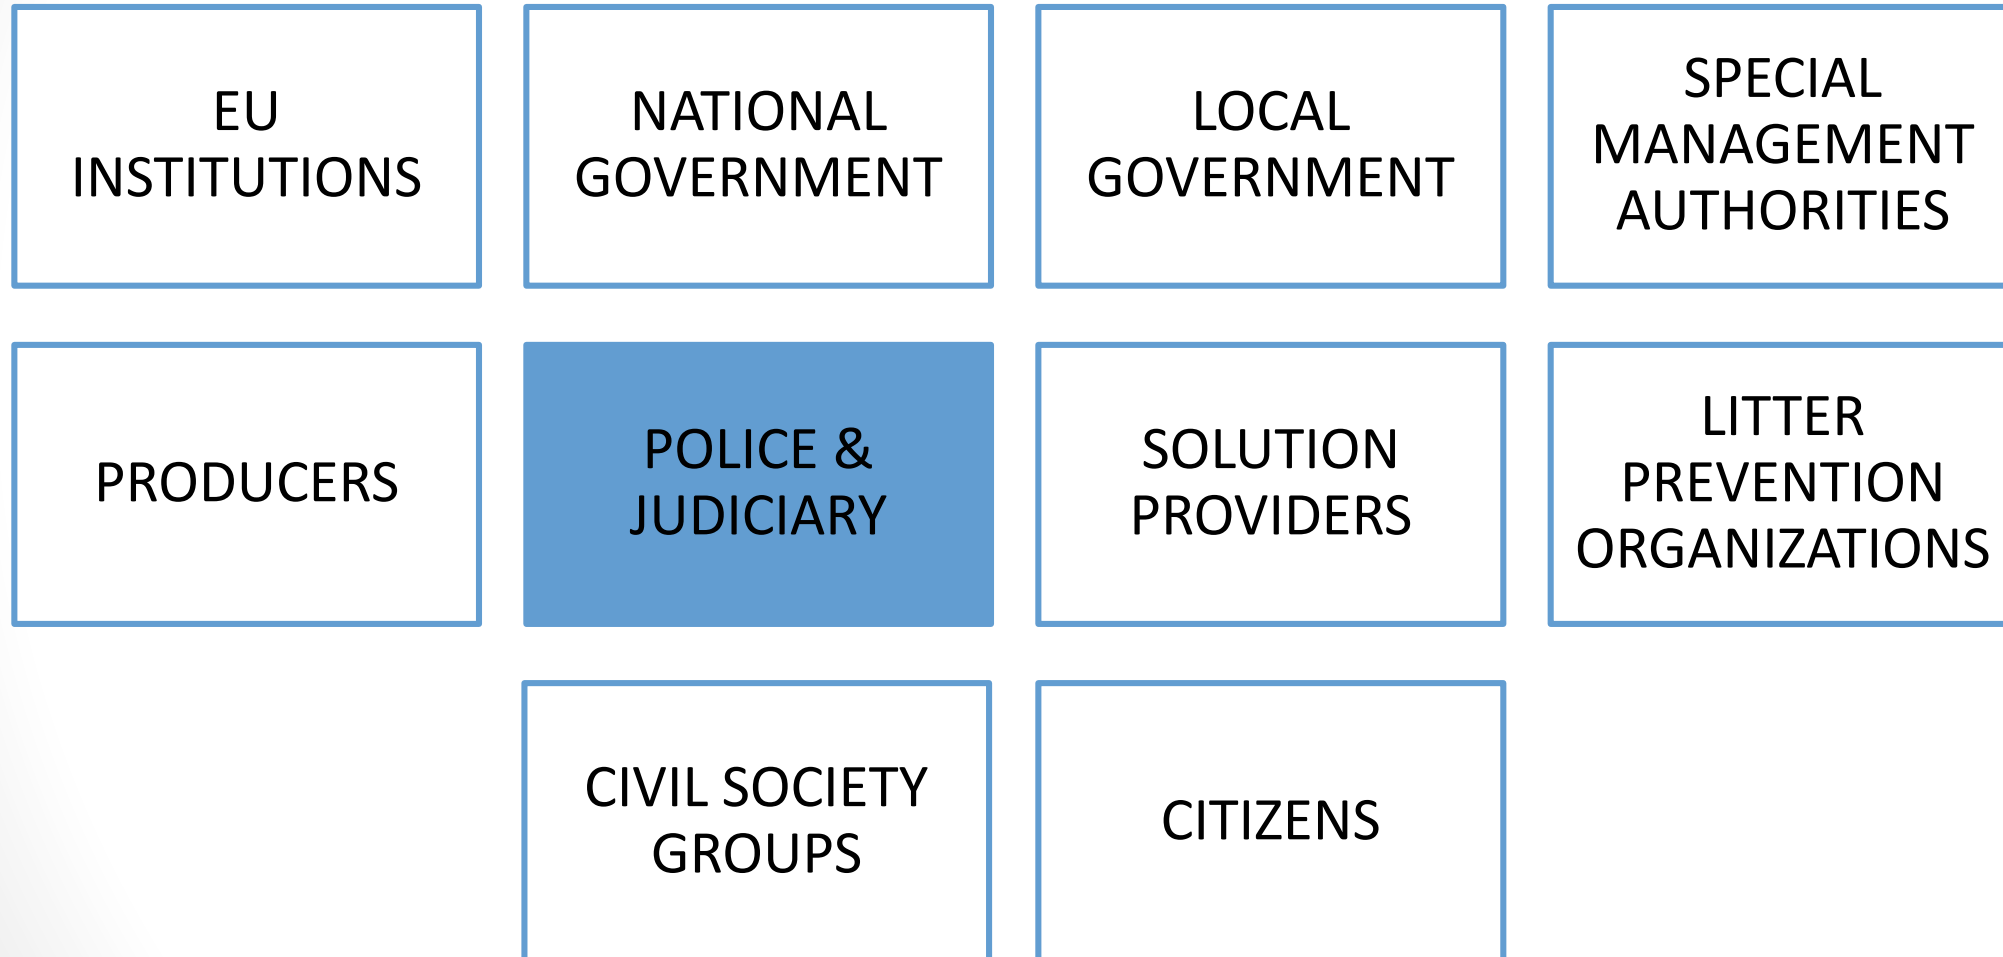 EU
INSTITUTIONS
NATIONAL
GOVERNMENT
LOCAL
GOVERNMENT
SPECIAL
MANAGEMENT
AUTHORITIES
PRODUCERS
POLICE &
JUDICIARY
SOLUTION
PROVIDERS
LITTER
PREVENTION
ORGANIZATIONS
CIVIL SOCIETY
GROUPS
CITIZENS